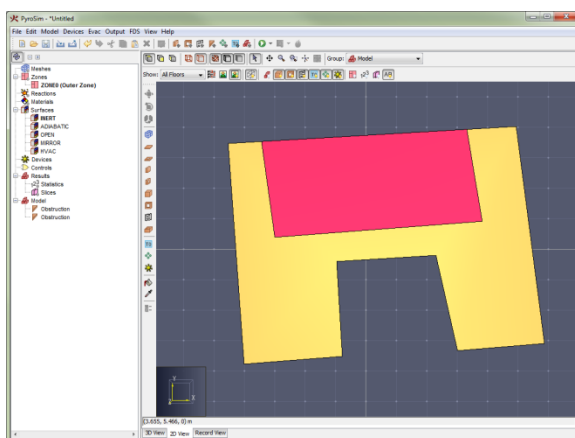 PyroSim - *Untitled
File Edit Model Devices Evac Output FDS View Help
Group: Model
Show: All Floors
Meshes
Zones
ZONE0 (Outer Zone)
Reactions
Materials
Surfaces
INERT
ADIABATIC
OPEN
MIRROR
HVAC
Devices
Controls
Results
Statistics
Slices
Model
Obstruction
Obstruction
Y
X
[3.655, 5.466, 0] m
3D View 2D View Record View